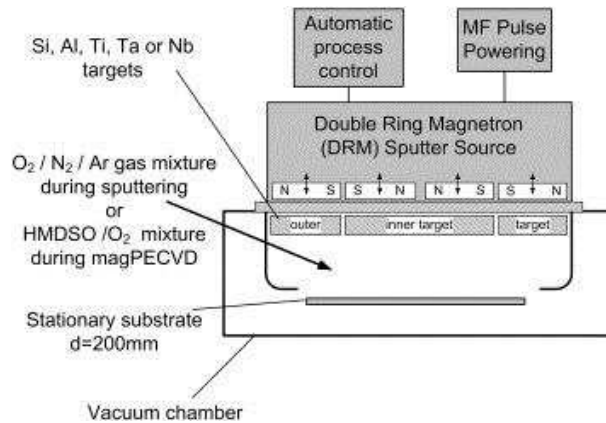 Automatic
process
control
MF Pulse
Powering
Si, Al, Ti, Ta or Nb
targets
Double Ring Magnetron
(DRM) Sputter Source
O₂ / N₂ / Ar gas mixture
during sputtering
or
HMDSO /O₂ mixture
during magPECVD
N S S N N S S N
outer inner target target
Stationary substrate
d=200mm
Vacuum chamber